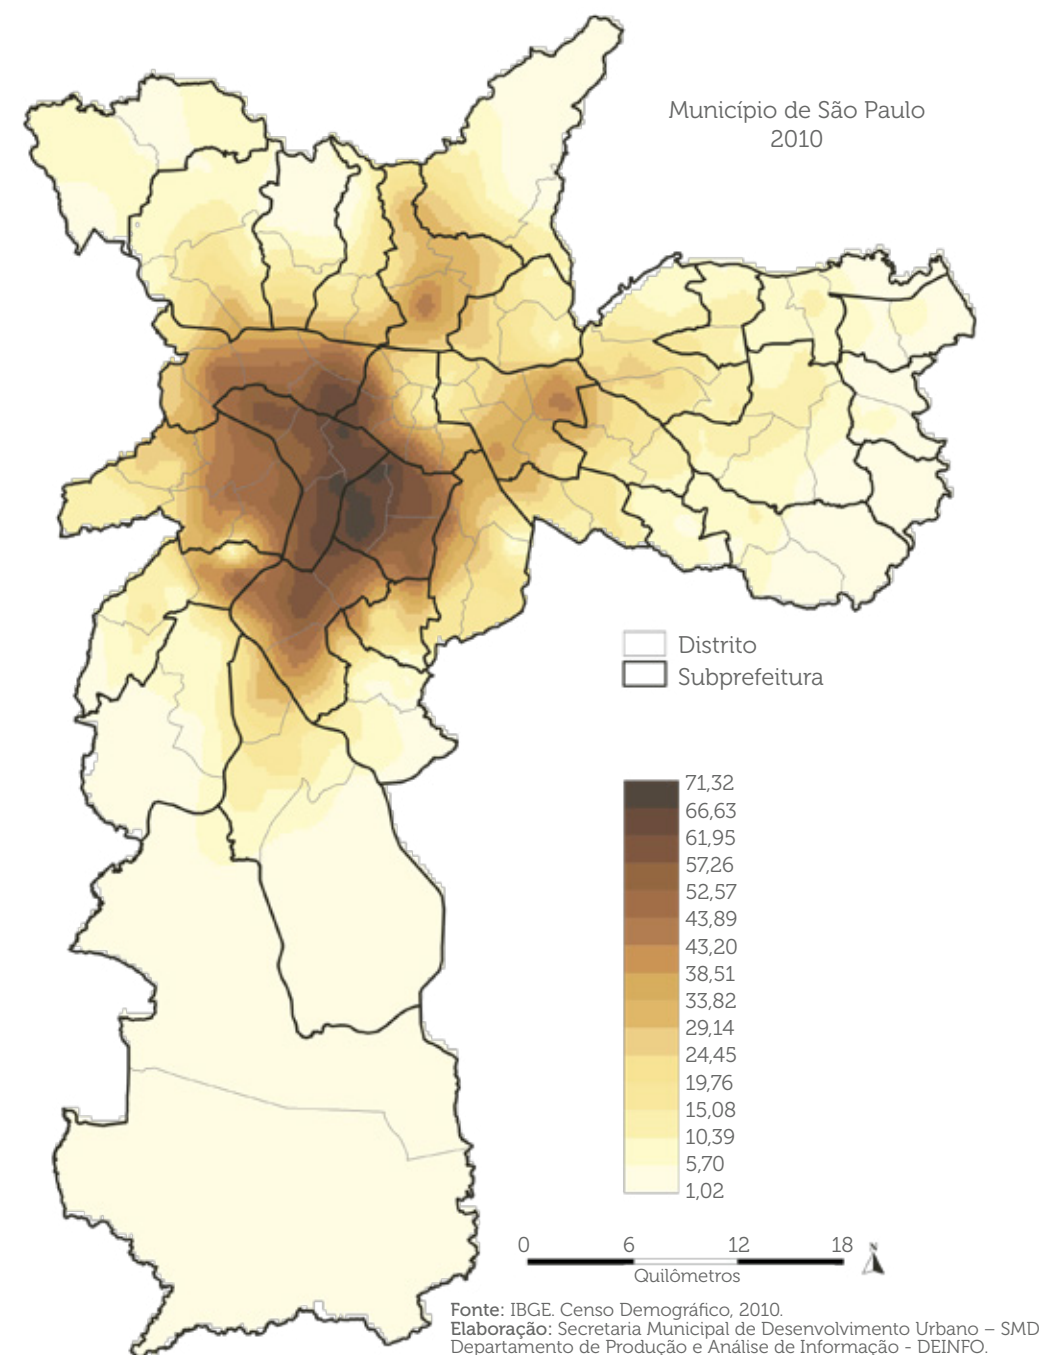 Município de São Paulo
2010
Distrito
Subprefeitura
71,32
66,63
61,95
57,26
52,57
43,89
43,20
38,51
33,82
29,14
24,45
19,76
15,08
10,39
5,70
1,02
0 6 12 18
Quilômetros
N
Fonte: IBGE. Censo Demográfico, 2010.
Elaboração: Secretaria Municipal de Desenvolvimento Urbano – SMD
Departamento de Produção e Análise de Informação - DEINFO.